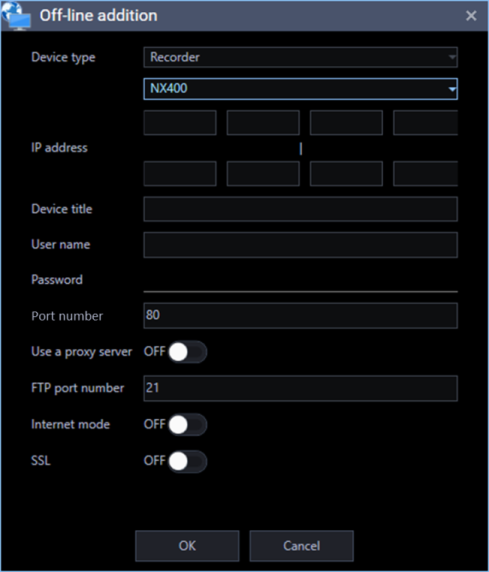 Off-line addition
Device type
Recorder
NX400
IP address
Device title
User name
Password
Port number
80
Use a proxy server
OFF
FTP port number
21
Internet mode
OFF
SSL
OFF
OK
Cancel